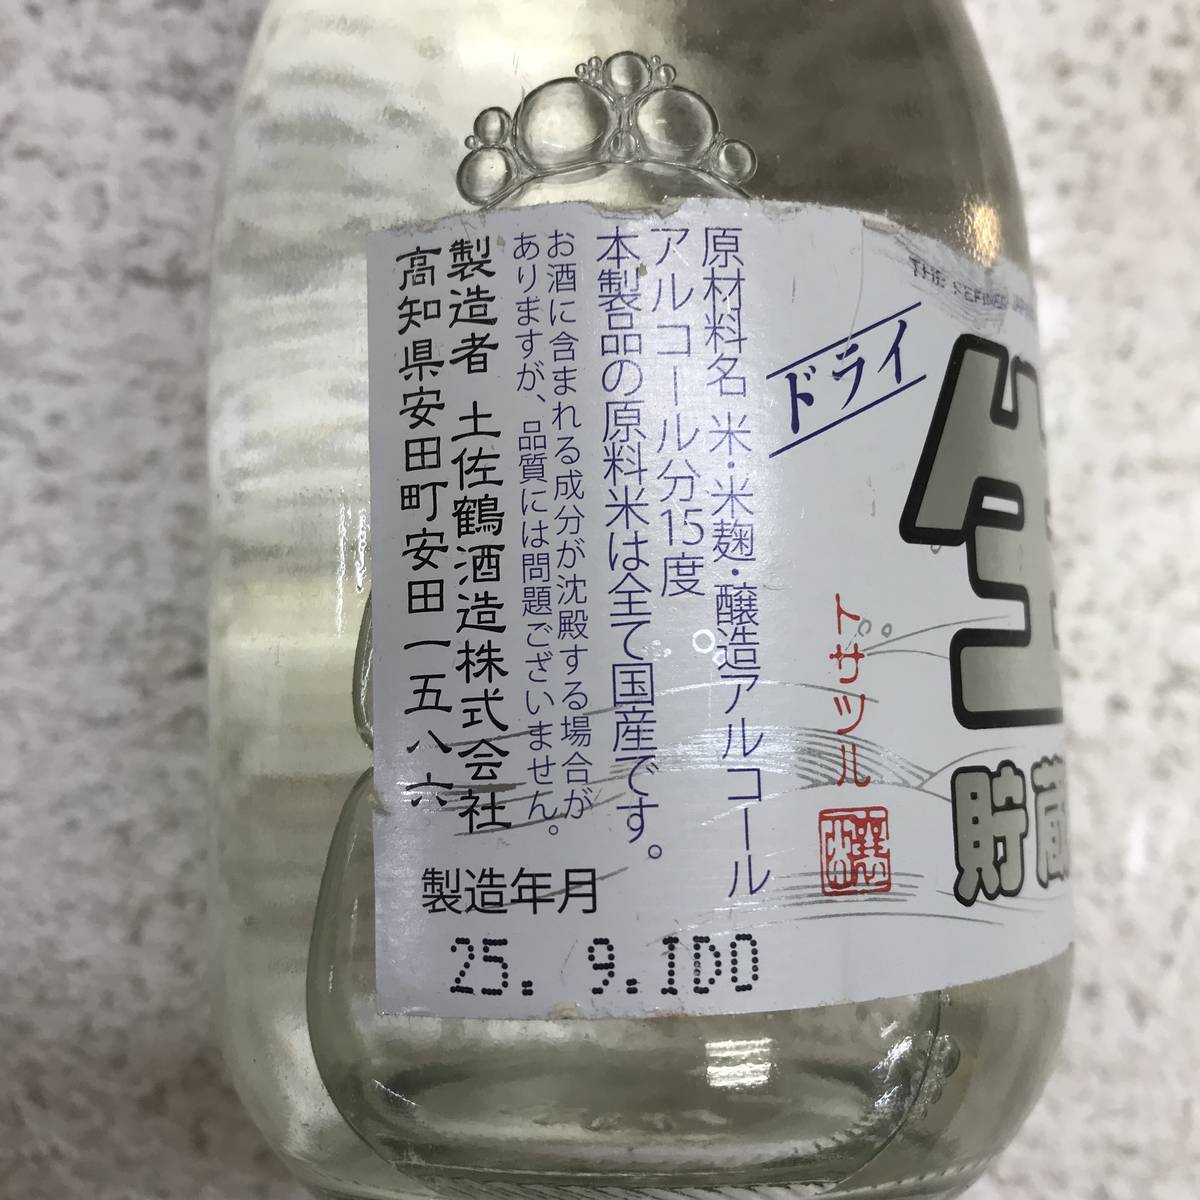 THE REFINED JAPAN
生
貯蔵
ドライ
トサツル
原材料名 米・米麹・醸造アルコール
アルコール分15度
本製品の原料米は全て国産です。
お酒に含まれる成分が沈殿する場合が
ありますが、品質には問題ございません。
製造者 土佐鶴酒造株式会社
高知県安田町安田一五八六
製造年月
25. 9.1DO